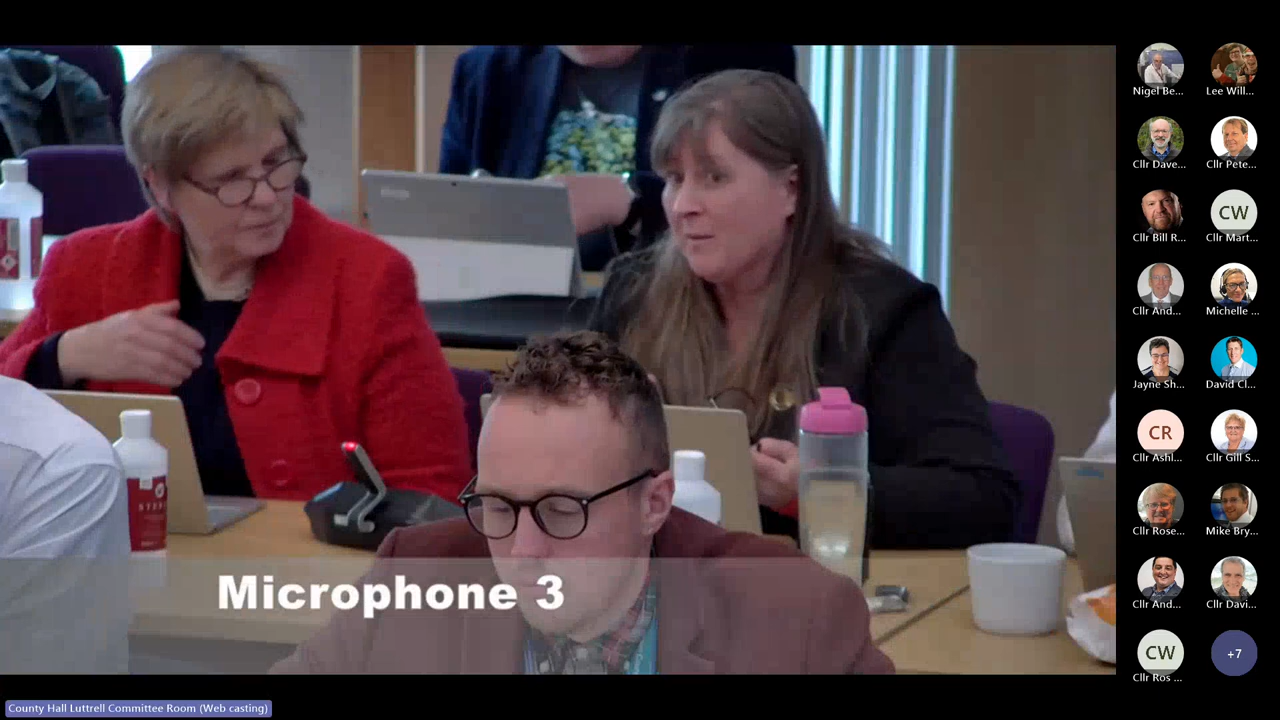 Nigel Be...
Lee Will...
Cllr Dave...
Cllr Pete...
Cllr Bill R...
CW
Cllr Mart...
Cllr And...
Michelle ...
Jayne Sh...
David Cl...
CR
Cllr Ashl...
Cllr Gill S...
Cllr Rose...
Mike Bry...
Cllr And...
Cllr Davi...
CW
Cllr Ros ...
+7
Microphone 3
County Hall Luttrell Committee Room (Web casting)